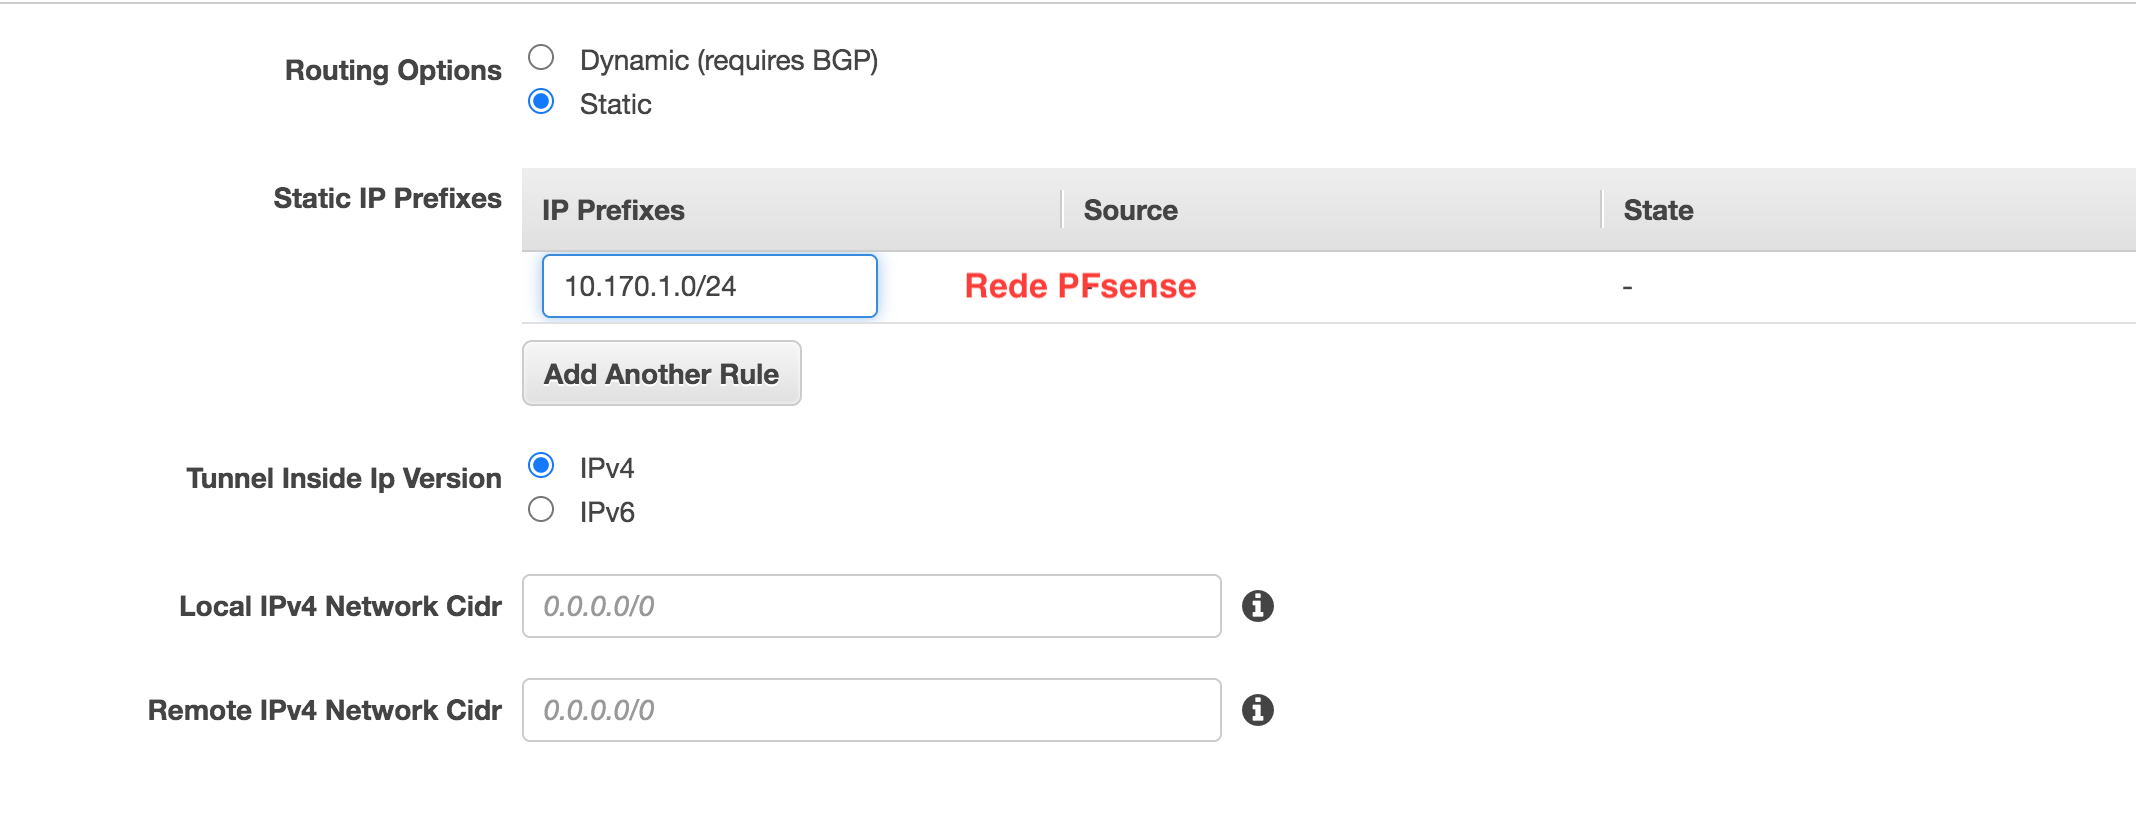 Routing Options
Dynamic (requires BGP)
Static
Static IP Prefixes
IP Prefixes
Source
State
10.170.1.0/24
Rede PFsense
-
Add Another Rule
Tunnel Inside Ip Version
IPv4
IPv6
Local IPv4 Network Cidr
0.0.0.0/0
Remote IPv4 Network Cidr
0.0.0.0/0